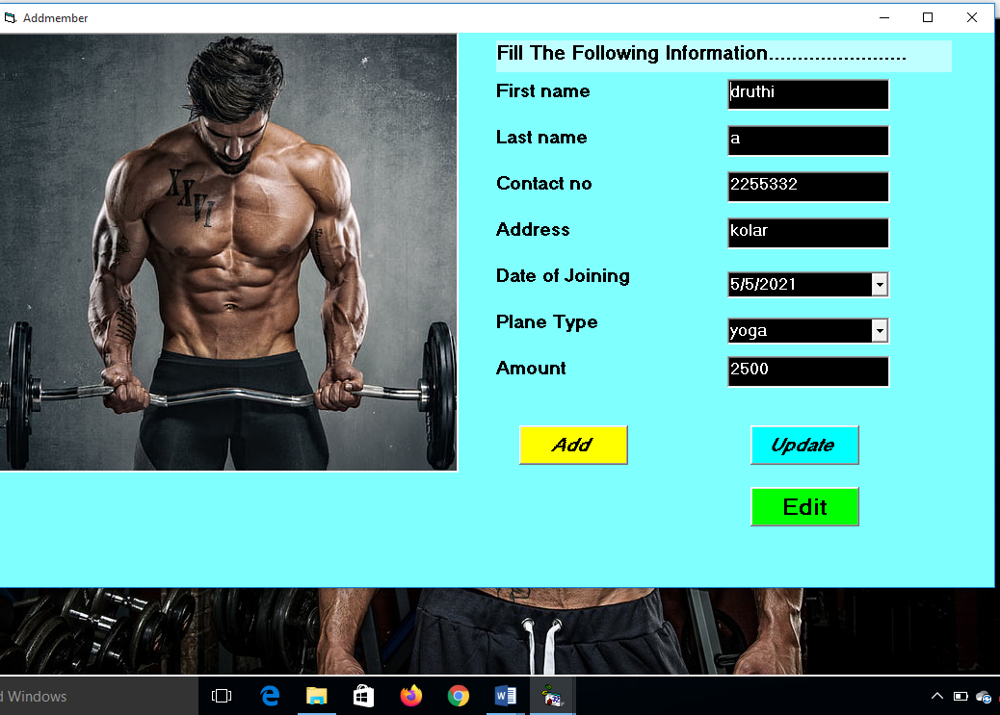 Addmember
Fill The Following Information........................
First name druthi
Last name a
Contact no 2255332
Address kolar
Date of Joining 5/5/2021
Plane Type yoga
Amount 2500
XXVI
Add Update
Edit
d Windows